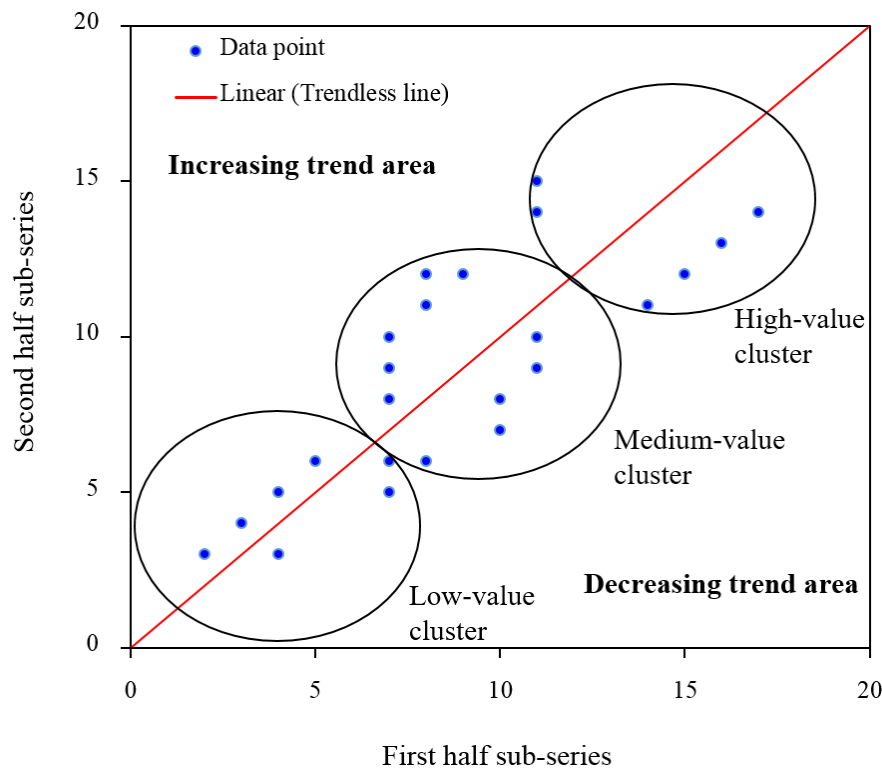 20
Data point
Linear (Trendless line)
Increasing trend area
15
Second half sub-series
10
High-value
cluster
Medium-value
cluster
5
Decreasing trend area
Low-value
cluster
0
0
5
10
15
20
First half sub-series